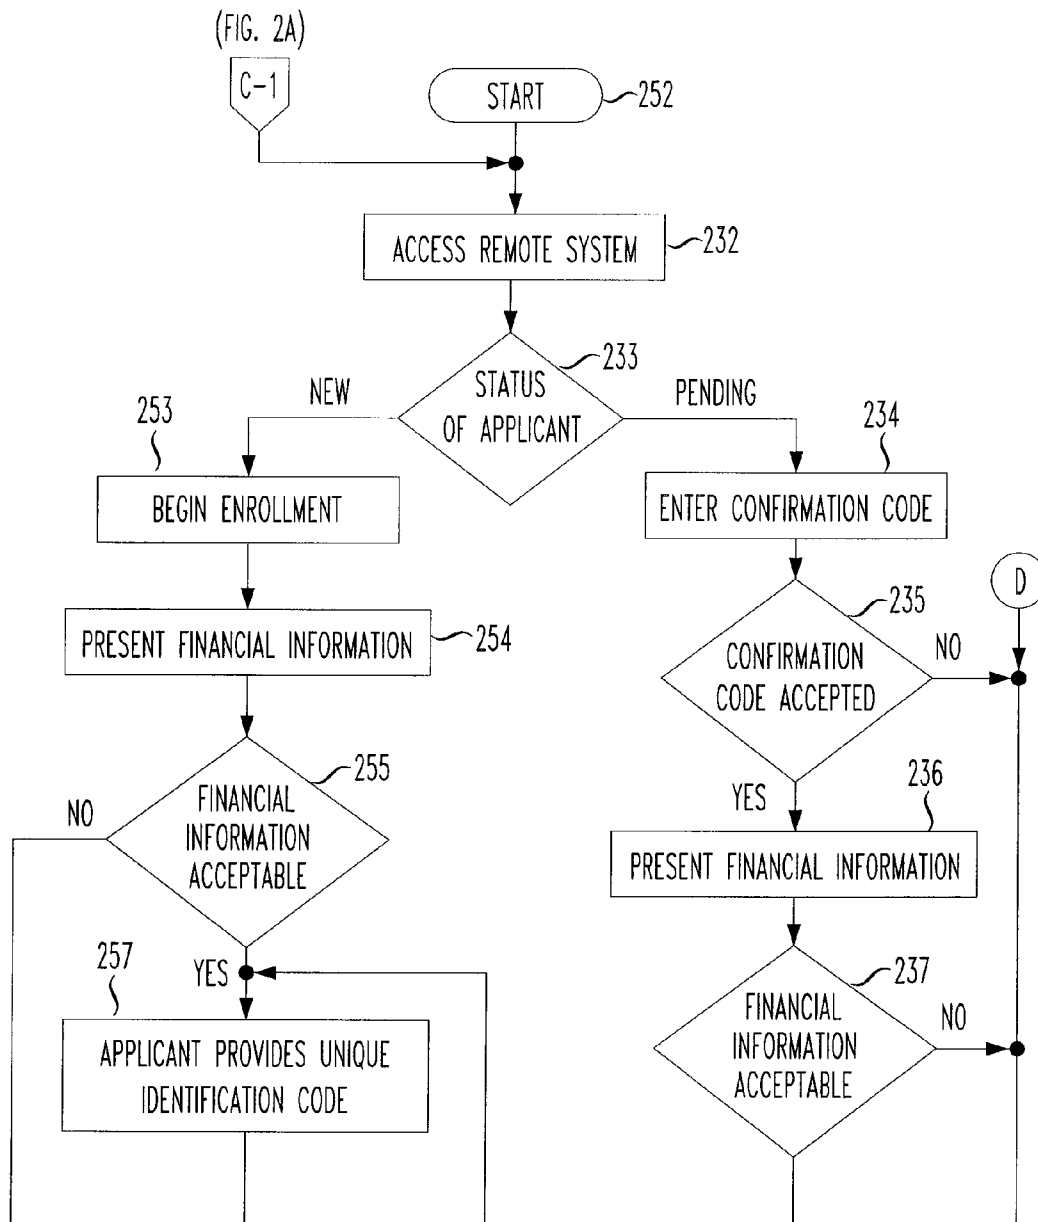 (FIG. 2A)
C-1
START
252
ACCESS REMOTE SYSTEM
232
STATUS
OF APPLICANT
233
NEW
PENDING
253
BEGIN ENROLLMENT
234
ENTER CONFIRMATION CODE
D
PRESENT FINANCIAL INFORMATION
254
235
CONFIRMATION
CODE ACCEPTED
NO
YES
255
FINANCIAL
INFORMATION
ACCEPTABLE
NO
YES
236
PRESENT FINANCIAL INFORMATION
257
APPLICANT PROVIDES UNIQUE
IDENTIFICATION CODE
237
FINANCIAL
INFORMATION
ACCEPTABLE
NO